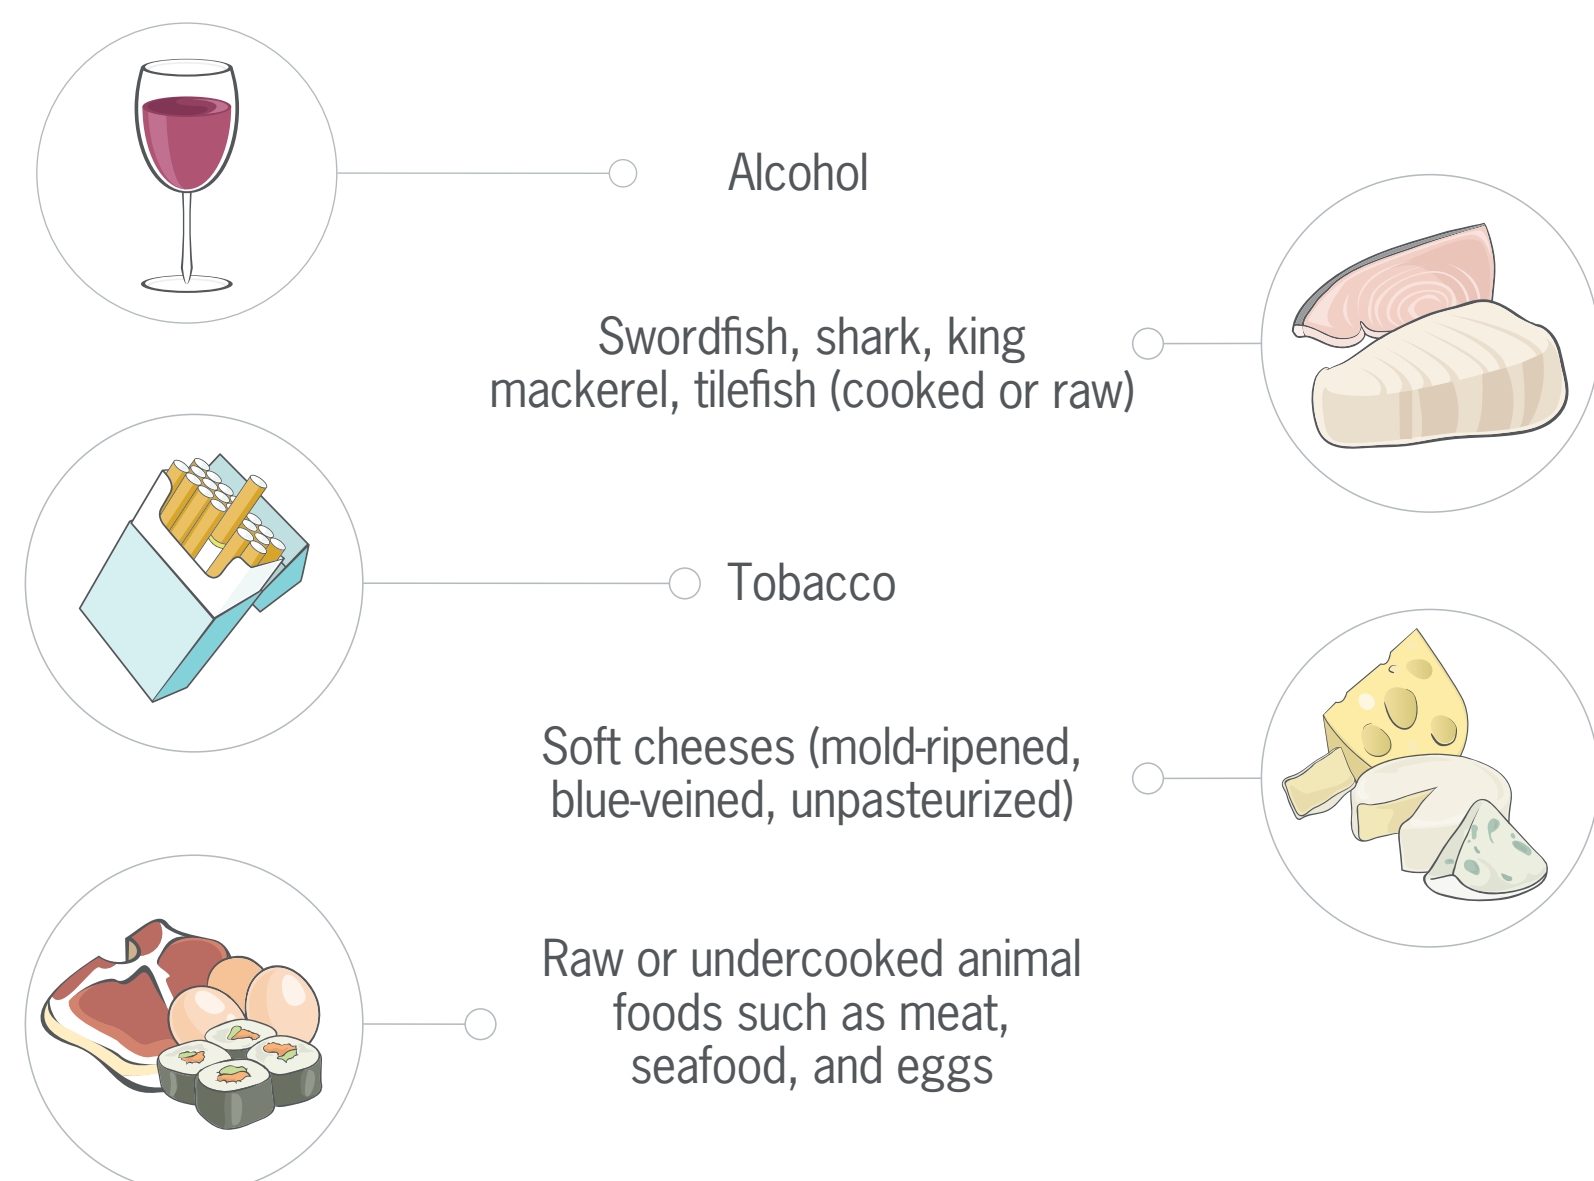 Alcohol
Swordfish, shark, king
mackerel, tilefish (cooked or raw)
Tobacco
Soft cheeses (mold-ripened,
blue-veined, unpasteurized)
Raw or undercooked animal
foods such as meat,
seafood, and eggs